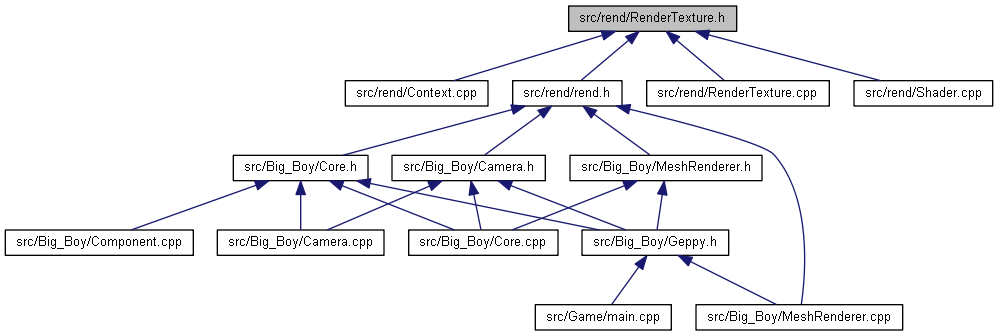 src/rend/RenderTexture.h
src/rend/Context.cpp
src/rend/rend.h
src/rend/RenderTexture.cpp
src/rend/Shader.cpp
src/Big_Boy/Core.h
src/Big_Boy/Camera.h
src/Big_Boy/MeshRenderer.h
src/Big_Boy/Component.cpp
src/Big_Boy/Camera.cpp
src/Big_Boy/Core.cpp
src/Big_Boy/Geppy.h
src/Game/main.cpp
src/Big_Boy/MeshRenderer.cpp